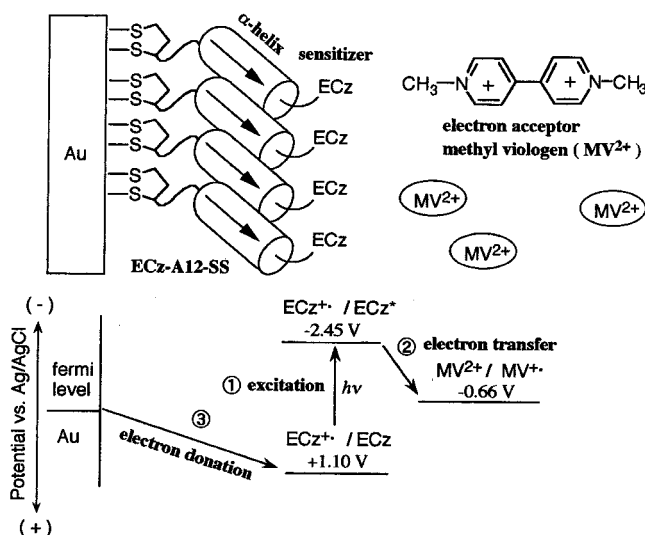 α-helix
sensitizer
S
S
ECz
S
S
ECz
Au
S
S
ECz
S
S
ECz
ECz-A12-SS
CH₃-N + + N-CH₃
electron acceptor
methyl viologen ( MV²⁺ )
MV²⁺
MV²⁺
MV²⁺
Potential vs. Ag/AgCl
(-)
(+)
fermi
level
Au
ECz⁺· / ECz*
-2.45 V
② electron transfer
MV²⁺ / MV⁺·
-0.66 V
① excitation
hν
③
electron donation
ECz⁺· / ECz
+1.10 V